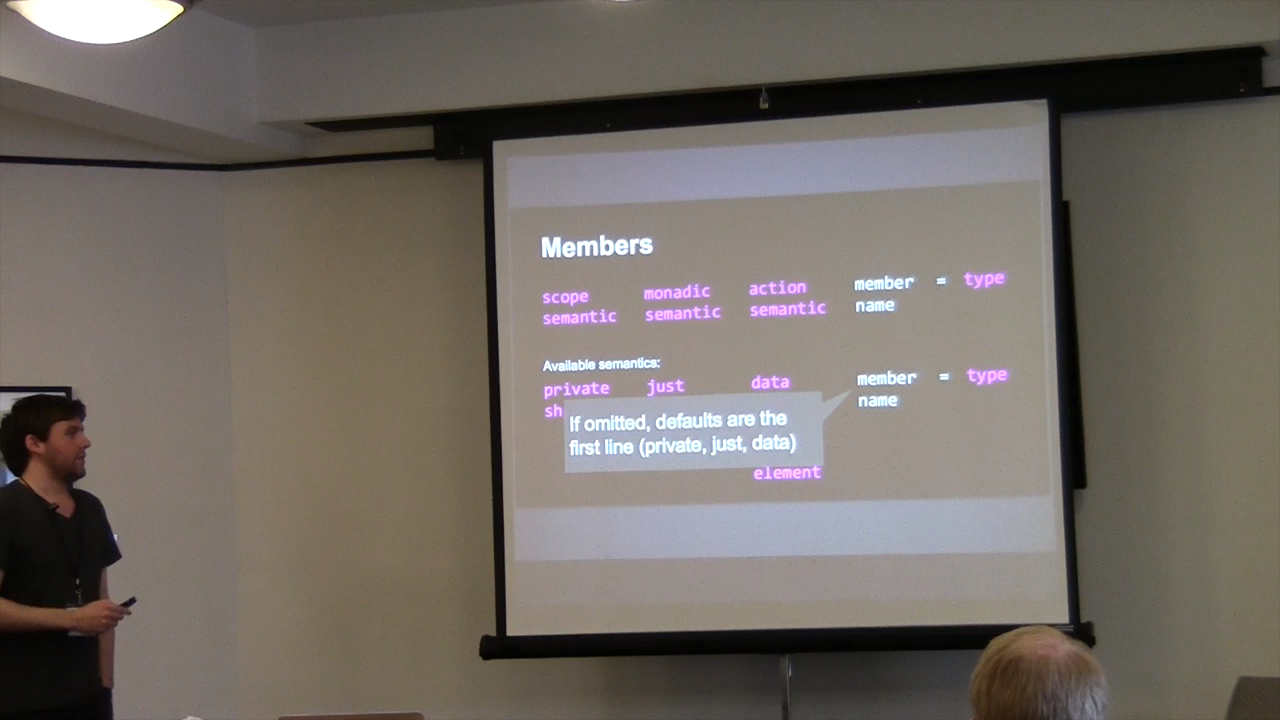 Members
scope monadic action member = type
semantic semantic semantic name
Available semantics:
private just data member = type
sh name
If omitted, defaults are the
first line (private, just, data)
element